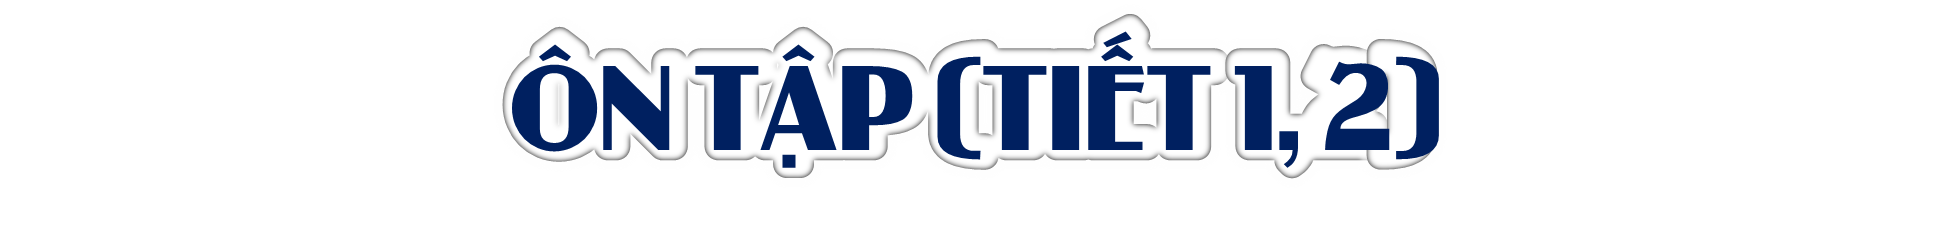 ÔN TẬP (TIẾT 1, 2)